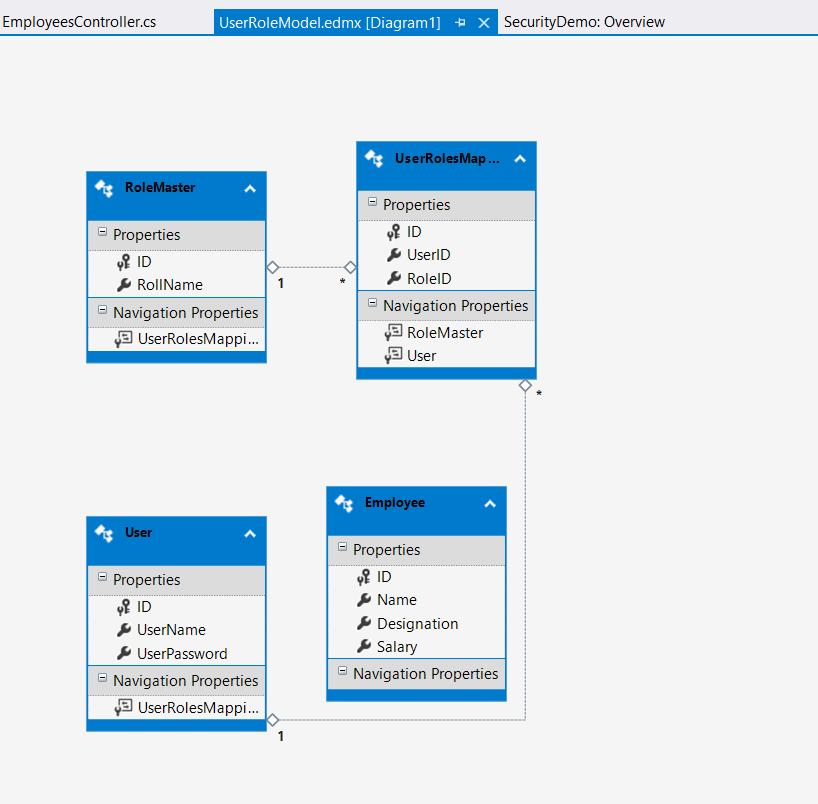 EmployeesController.cs
UserRoleModel.edmx [Diagram1]
SecurityDemo: Overview
RoleMaster
Properties
ID
RollName
Navigation Properties
UserRolesMappi...
1
*
UserRolesMap...
Properties
ID
UserID
RoleID
Navigation Properties
RoleMaster
User
*
User
Properties
ID
UserName
UserPassword
Navigation Properties
UserRolesMappi...
1
Employee
Properties
ID
Name
Designation
Salary
Navigation Properties